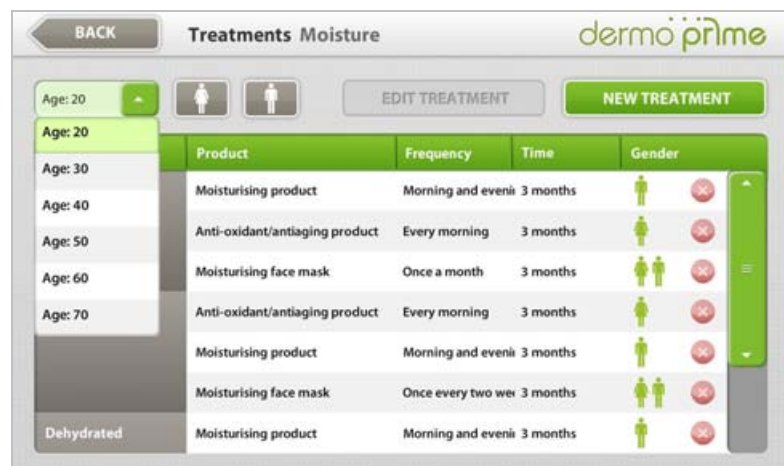 BACK
Treatments Moisture
dermo prime
Age: 20
EDIT TREATMENT
NEW TREATMENT
Age: 20
Age: 30
Age: 40
Age: 50
Age: 60
Age: 70
Product Frequency Time Gender
Moisturising product Morning and evenin 3 months
Anti-oxidant/antiaging product Every morning 3 months
Moisturising face mask Once a month 3 months
Anti-oxidant/antiaging product Every morning 3 months
Moisturising product Morning and evenin 3 months
Moisturising face mask Once every two wee 3 months
Dehydrated Moisturising product Morning and evenin 3 months